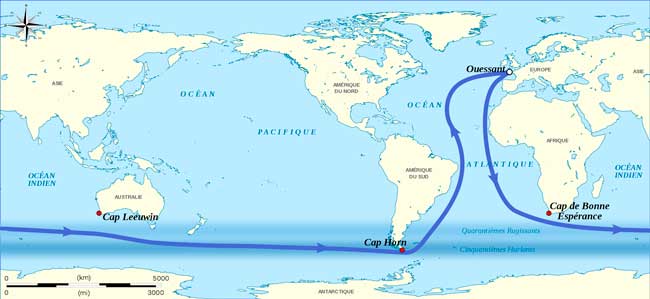 Ouessant
EUROPE
ASIE
ASIE
AMÉRIQUE
DU NORD
OCÉAN
OCÉAN
PACIFIQUE
ATLANTIQUE
AFRIQUE
OCÉAN
INDIEN
AMÉRIQUE
DU SUD
OCÉAN
INDIEN
AUSTRALIE
Cap Leeuwin
Cap de Bonne
Espérance
Quarantièmes Rugissants
Cap Horn
Cinquantièmes Hurlants
0 (km) 5000
0 (mi) 3000
ANTARCTIQUE